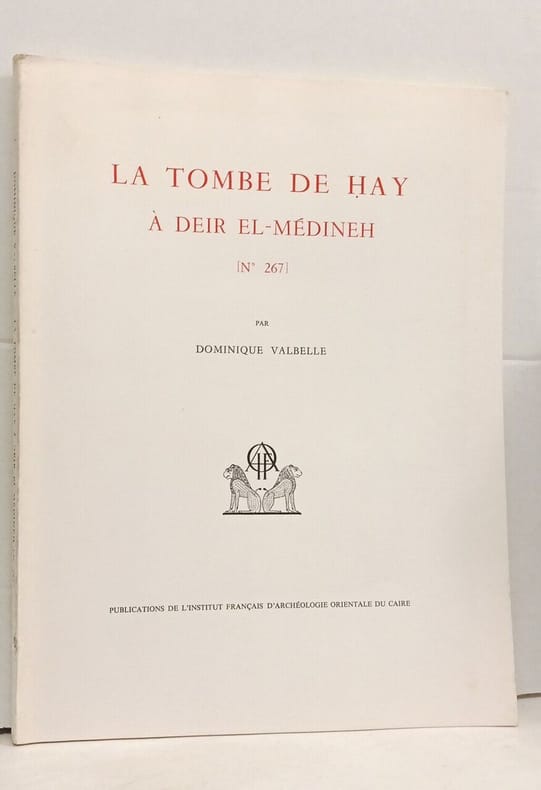 LA TOMBE DE ḤAY
À DEIR EL-MÉDINEH
[N° 267]
PAR
DOMINIQUE VALBELLE
PUBLICATIONS DE L'INSTITUT FRANÇAIS D'ARCHÉOLOGIE ORIENTALE DU CAIRE